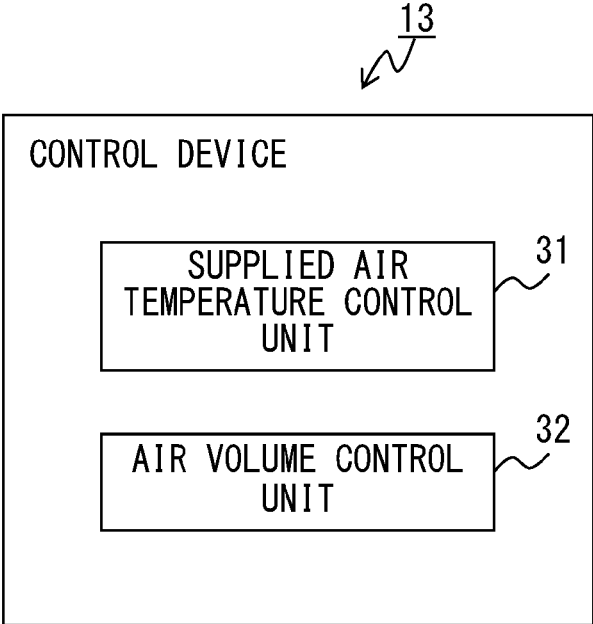 13
CONTROL DEVICE
SUPPLIED AIR
TEMPERATURE CONTROL
UNIT
31
AIR VOLUME CONTROL
UNIT
32